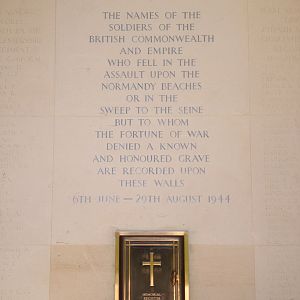 THE NAMES OF THE
SOLDIERS OF THE
BRITISH COMMONWEALTH
AND EMPIRE
WHO FELL IN THE
ASSAULT UPON THE
NORMANDY BEACHES
OR IN THE
SWEEP TO THE SEINE
BUT TO WHOM
THE FORTUNE OF WAR
DENIED A KNOWN
AND HONOURED GRAVE
ARE RECORDED UPON
THESE WALLS
6TH JUNE — 29TH AUGUST 1944
MEMORIAL
REGISTER